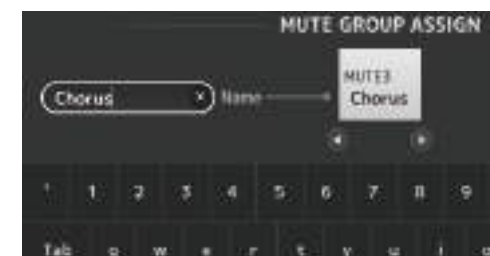 MUTE GROUP ASSIGN
MUTE3
Chorus × Name Chorus
1 2 3 4 5 6 7 8 9
Tab q w e r t y u i o